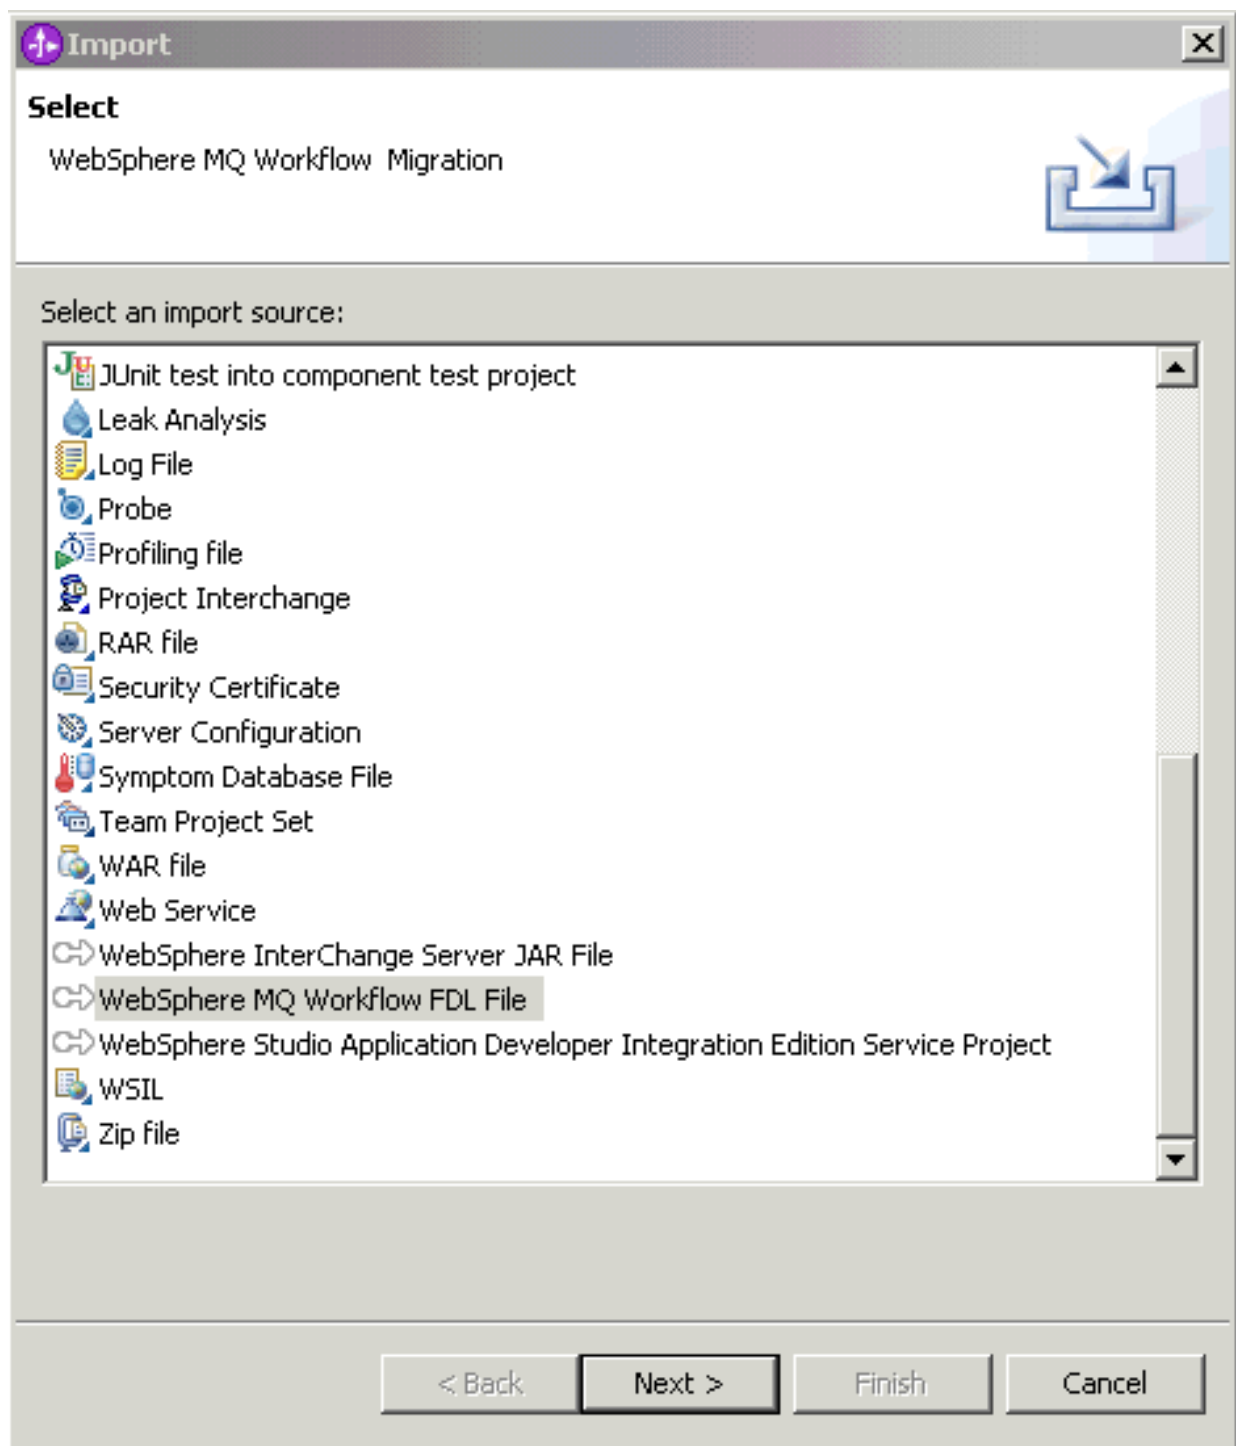 Import
Select
WebSphere MQ Workflow Migration
Select an import source:
JUnit test into component test project
Leak Analysis
Log File
Probe
Profiling file
Project Interchange
RAR file
Security Certificate
Server Configuration
Symptom Database File
Team Project Set
WAR file
Web Service
WebSphere InterChange Server JAR File
WebSphere MQ Workflow FDL File
WebSphere Studio Application Developer Integration Edition Service Project
WSIL
Zip file
< Back Next > Finish Cancel